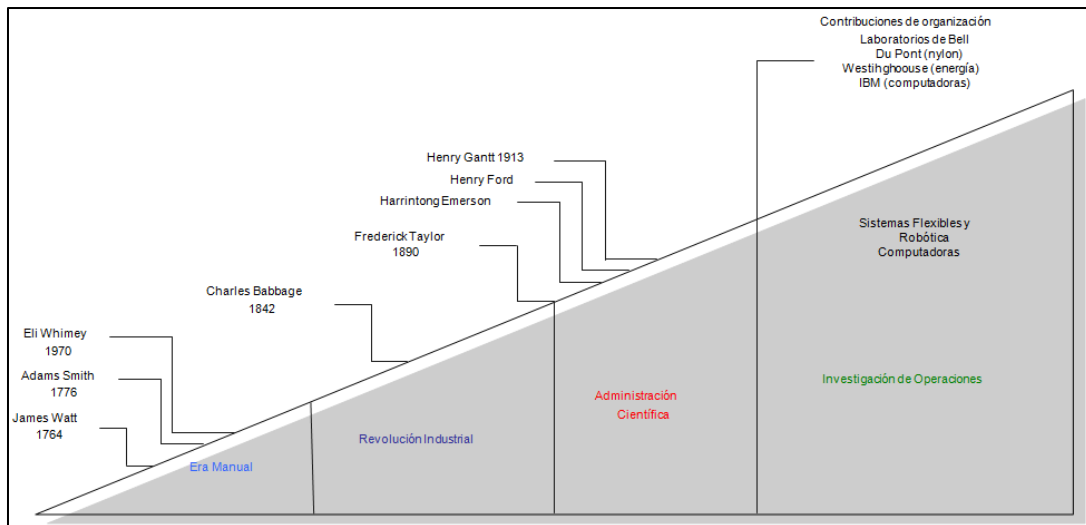 Contribuciones de organización
Laboratorios de Bell
Du Pont (nylon)
Westihghoouse (energía)
IBM (computadoras)
Henry Gantt 1913
Henry Ford
Harrintong Emerson
Frederick Taylor
1890
Charles Babbage
1842
Eli Whimey
1970
Adams Smith
1776
James Watt
1764
Sistemas Flexibles y
Robótica
Computadoras
Era Manual
Revolución Industrial
Administración
Científica
Investigación de Operaciones